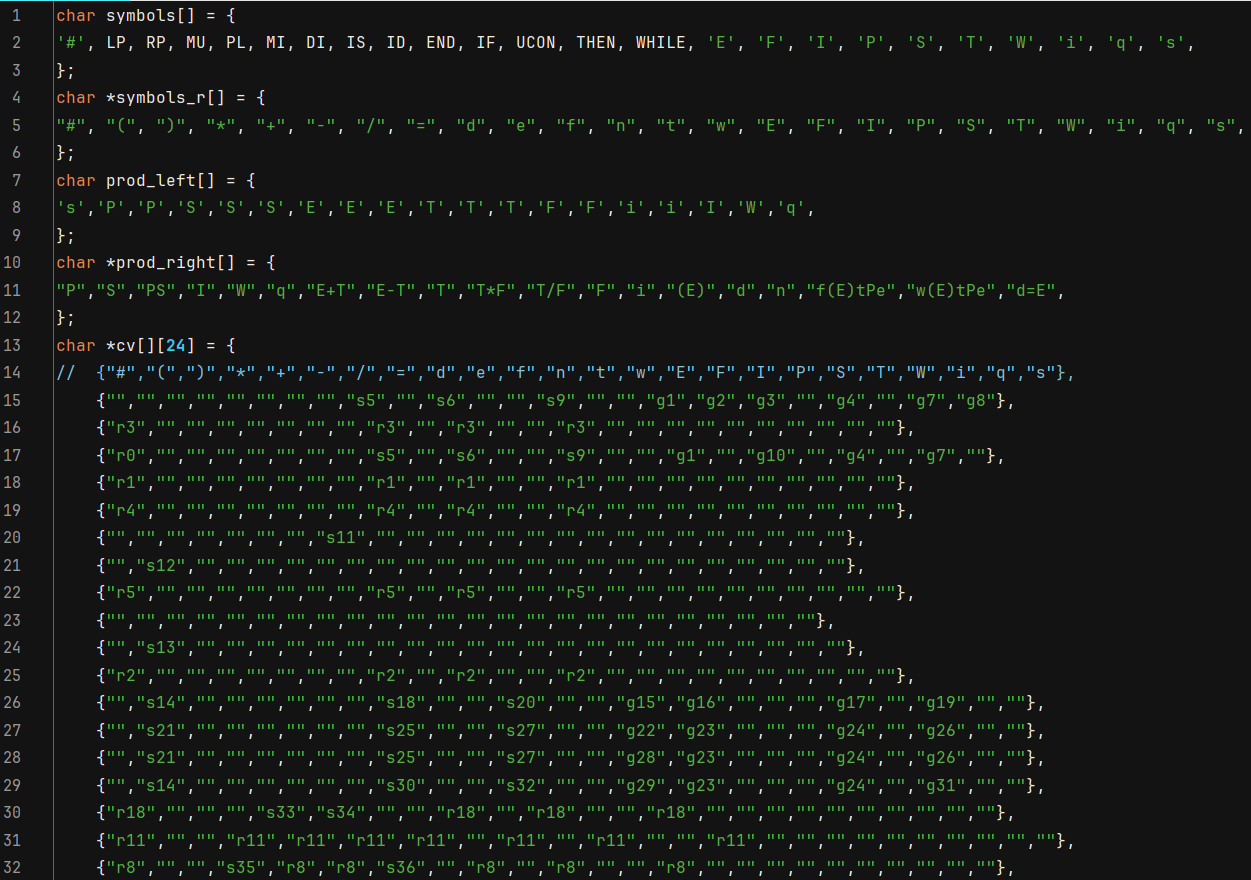 1 char symbols[] = {
2 '#', LP, RP, MU, PL, MI, DI, IS, ID, END, IF, UCON, THEN, WHILE, 'E', 'F', 'I', 'P', 'S', 'T', 'W', 'i', 'q', 's',
3 };
4 char *symbols_r[] = {
5 "#", "(", ")", "*", "+", "-", "/", "=", "d", "e", "f", "n", "t", "w", "E", "F", "I", "P", "S", "T", "W", "i", "q", "s",
6 };
7 char prod_left[] = {
8 's','P','P','S','S','S','E','E','E','T','T','T','F','F','i','i','I','W','q',
9 };
10 char *prod_right[] = {
11 "P","S","PS","I","W","q","E+T","E-T","T","T*F","T/F","F","i","(E)","d","n","f(E)tPe","w(E)tPe","d=E",
12 };
13 char *cv[][24] = {
14 //  {"#","(",")","*","+","-","/","=","d","e","f","n","t","w","E","F","I","P","S","T","W","i","q","s"},
15     {"","","","","","","","","s5","","s6","","","s9","","","g1","g2","g3","","g4","","g7","g8"},
16     {"r3","","","","","","","","r3","","r3","","","r3","","","","","","","","","",""},
17     {"r0","","","","","","","","s5","","s6","","","s9","","","g1","","g10","","g4","","g7",""},
18     {"r1","","","","","","","","r1","","r1","","","r1","","","","","","","","","",""},
19     {"r4","","","","","","","","r4","","r4","","","r4","","","","","","","","","",""},
20     {"","","","","","","","s11","","","","","","","","","","","","","","","",""},
21     {"","s12","","","","","","","","","","","","","","","","","","","","","",""},
22     {"r5","","","","","","","","r5","","r5","","","r5","","","","","","","","","",""},
23     {"","","","","","","","","","","","","","","","","","","","","","","",""},
24     {"","s13","","","","","","","","","","","","","","","","","","","","","",""},
25     {"r2","","","","","","","","r2","","r2","","","r2","","","","","","","","","",""},
26     {"","s14","","","","","","","s18","","","s20","","","g15","g16","","","","g17","","g19","",""},
27     {"","s21","","","","","","","s25","","","s27","","","g22","g23","","","","g24","","g26","",""},
28     {"","s21","","","","","","","s25","","","s27","","","g28","g23","","","","g24","","g26","",""},
29     {"","s14","","","","","","","s30","","","s32","","","g29","g23","","","","g24","","g31","",""},
30     {"r18","","","","s33","s34","","","r18","","r18","","","r18","","","","","","","","","",""},
31     {"r11","","","r11","r11","r11","r11","","r11","","r11","","","r11","","","","","","","","","",""},
32     {"r8","","","s35","r8","r8","s36","","r8","","r8","","","r8","","","","","","","","","",""},